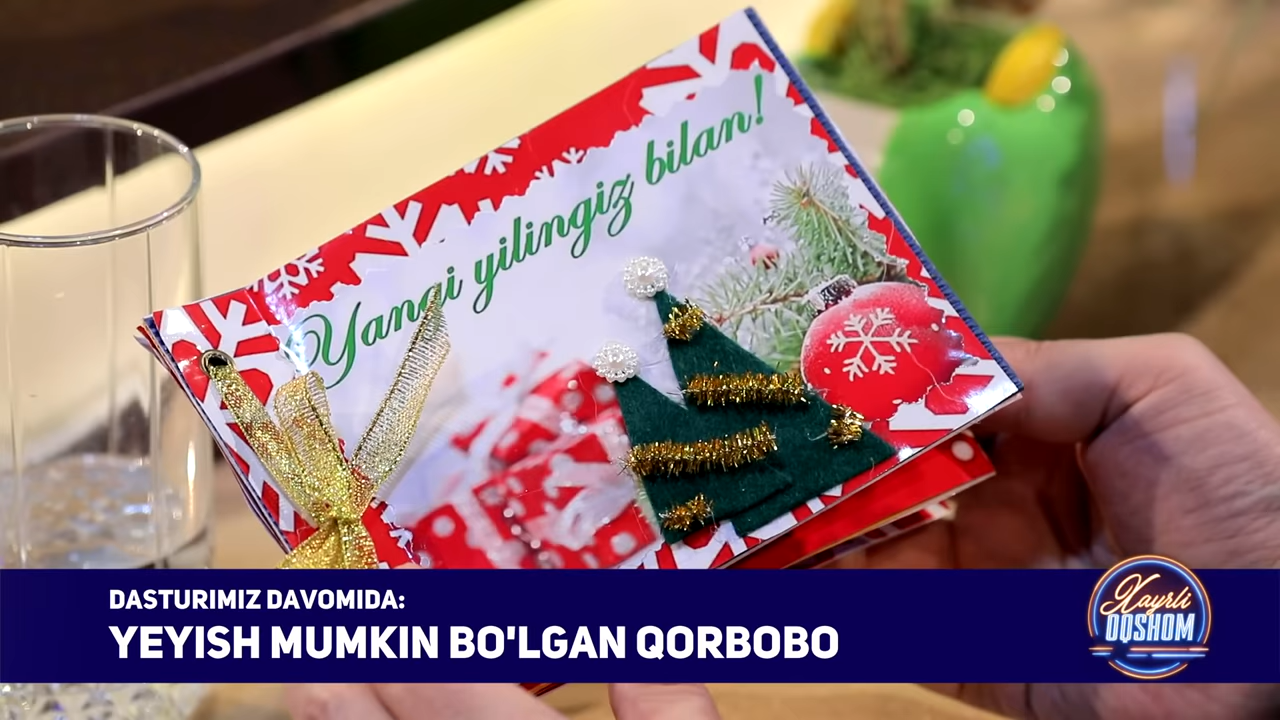 Yangi yilingiz bilan!
DASTURIMIZ DAVOMIDA:
YEYISH MUMKIN BO'LGAN QORBOBO
Xayrli
OQSHOM